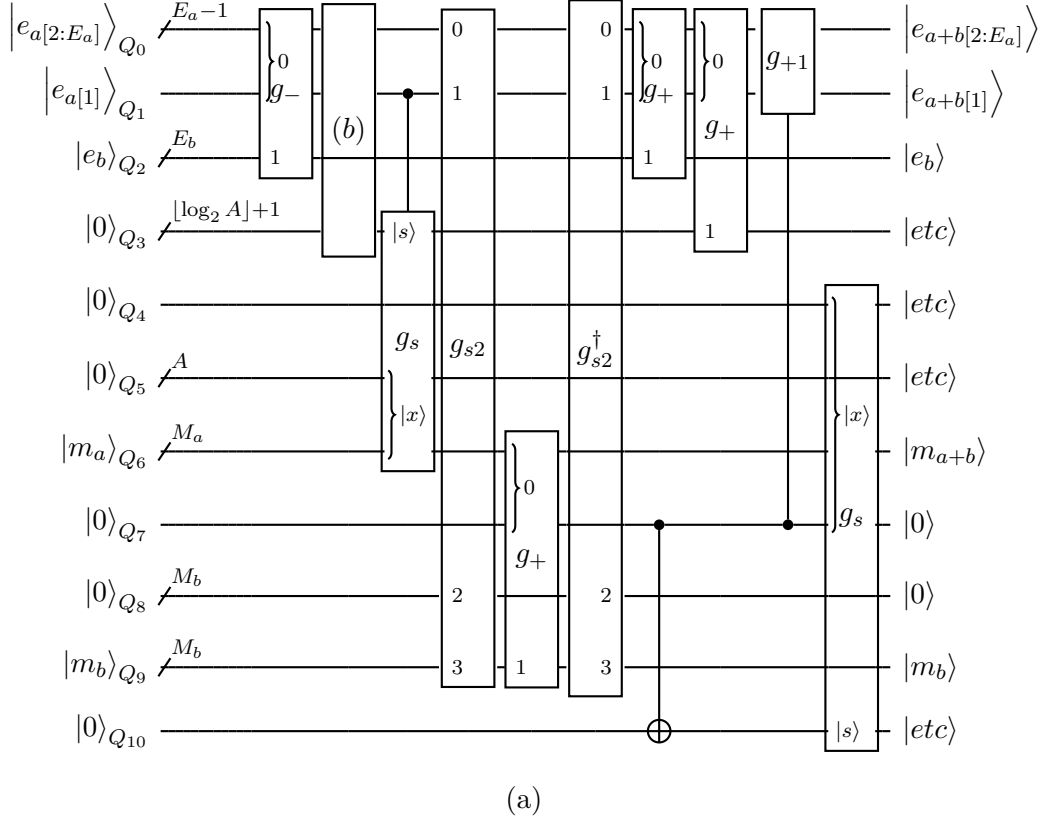 |e_{a[2:E_a]}⟩_{Q_0} E_a−1 0 g_− 0 0 0 g_+ 0 g_{+1} |e_{a+b[2:E_a]}⟩
|e_{a[1]}⟩_{Q_1} 1 1 g_+ |e_{a+b[1]}⟩
(b)
|e_b⟩_{Q_2} E_b 1 1 |e_b⟩
|0⟩_{Q_3} ⌊log_2 A⌋+1 |s⟩ 1 |etc⟩
|0⟩_{Q_4} |etc⟩
g_s g_{s2} g_{s2}^†
|0⟩_{Q_5} A |etc⟩
|x⟩ |x⟩
|m_a⟩_{Q_6} M_a 0 |m_{a+b}⟩
|0⟩_{Q_7} g_s |0⟩
g_+
|0⟩_{Q_8} M_b 2 2 |0⟩
|m_b⟩_{Q_9} M_b 3 1 3 |m_b⟩
|0⟩_{Q_{10}} |s⟩ |etc⟩
(a)